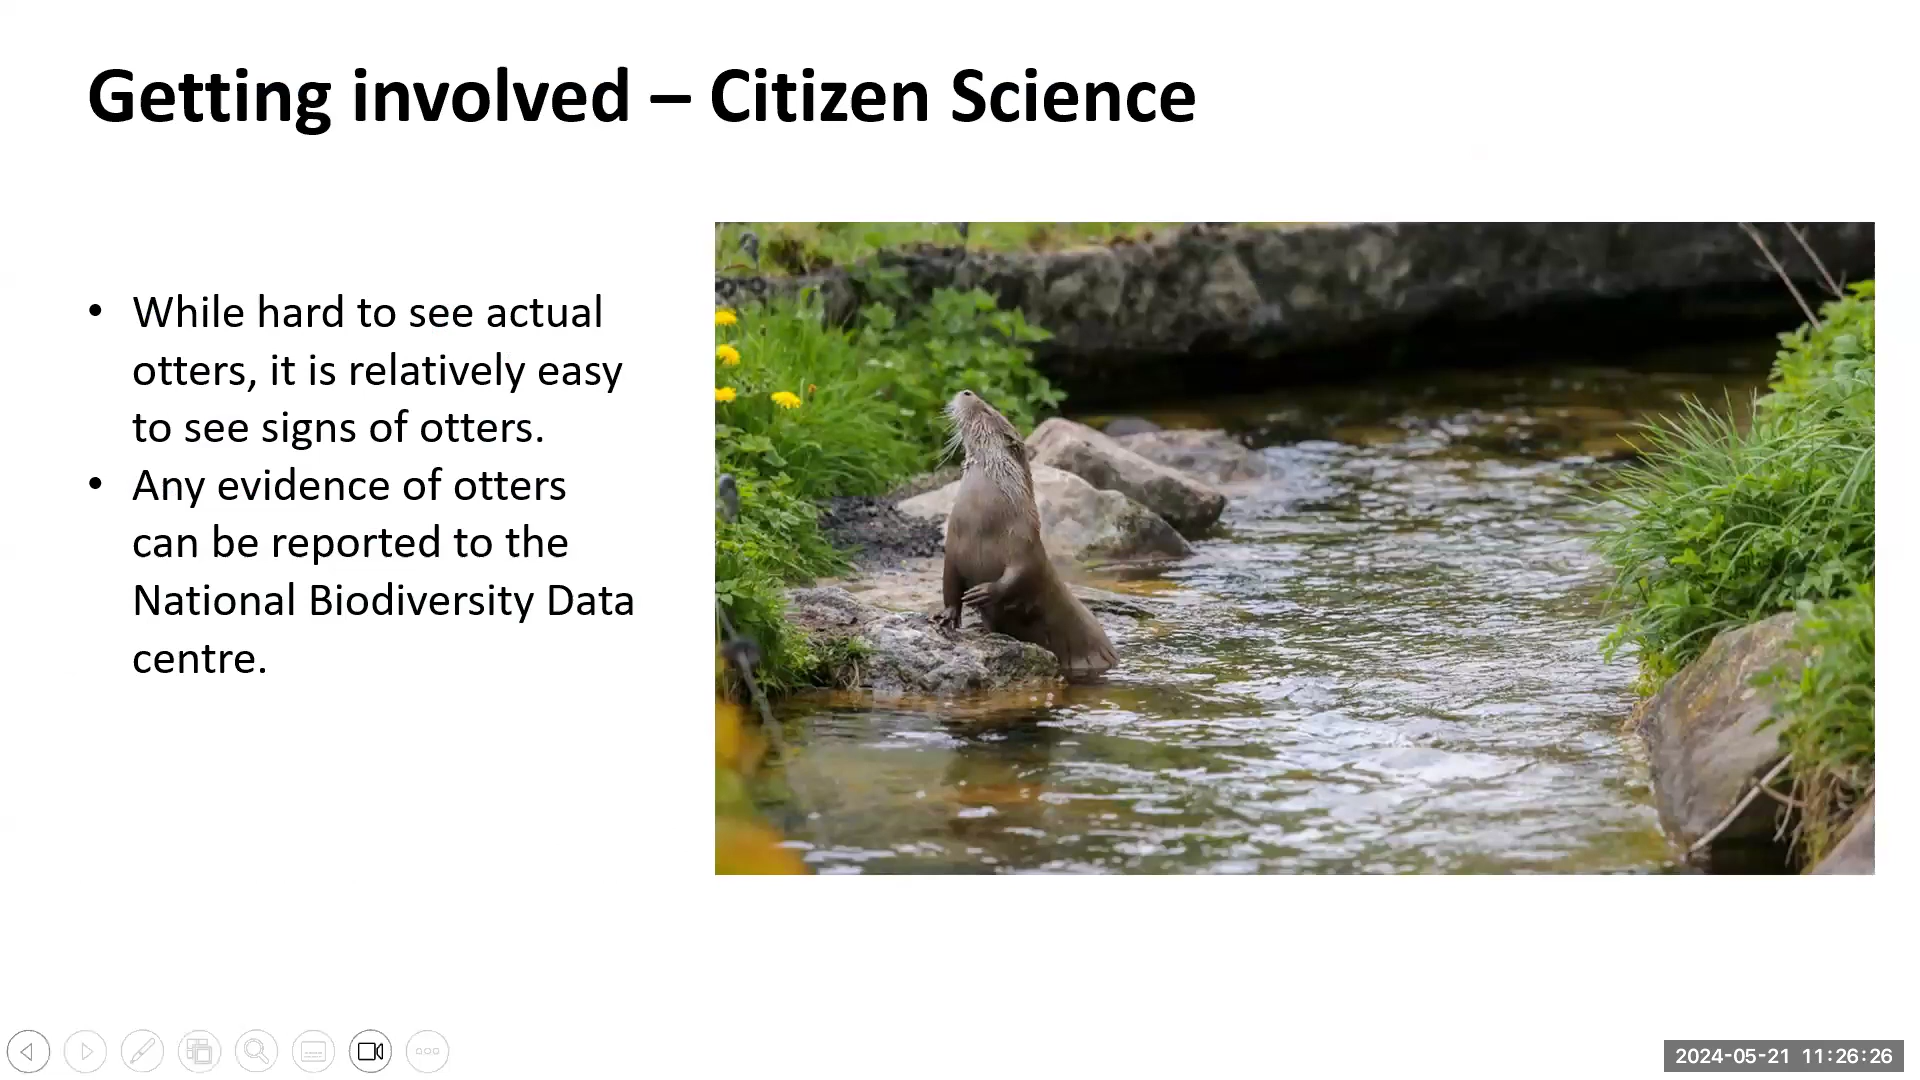 Getting involved – Citizen Science
• While hard to see actual
otters, it is relatively easy
to see signs of otters.
• Any evidence of otters
can be reported to the
National Biodiversity Data
centre.
2024-05-21 11:26:26